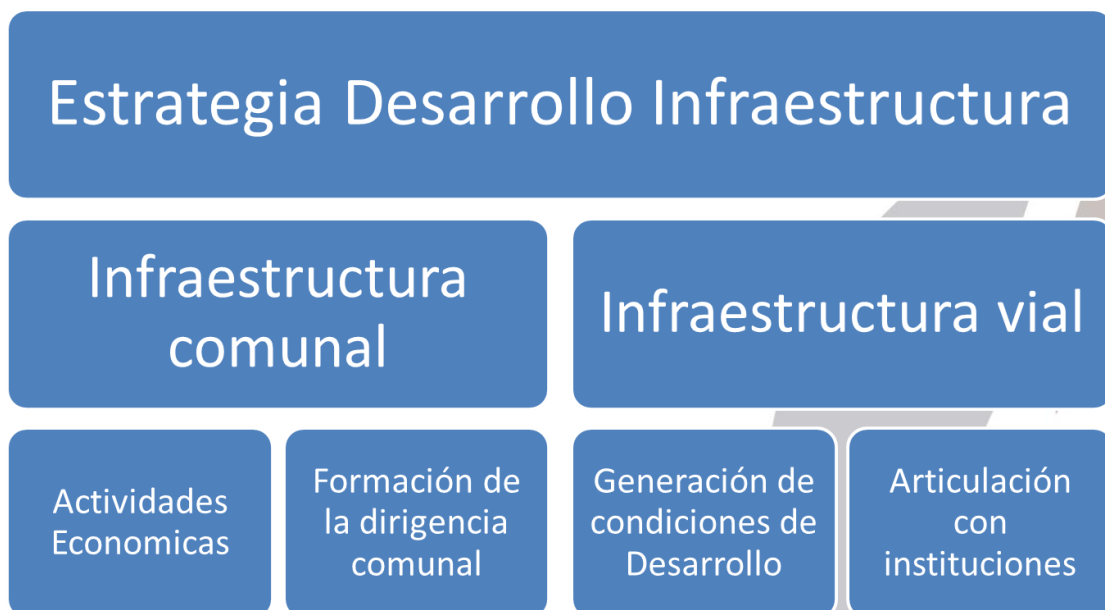 Estrategia Desarrollo Infraestructura
Infraestructura
comunal
Infraestructura vial
Actividades
Economicas
Formación de
la dirigencia
comunal
Generación de
condiciones de
Desarrollo
Articulación
con
instituciones